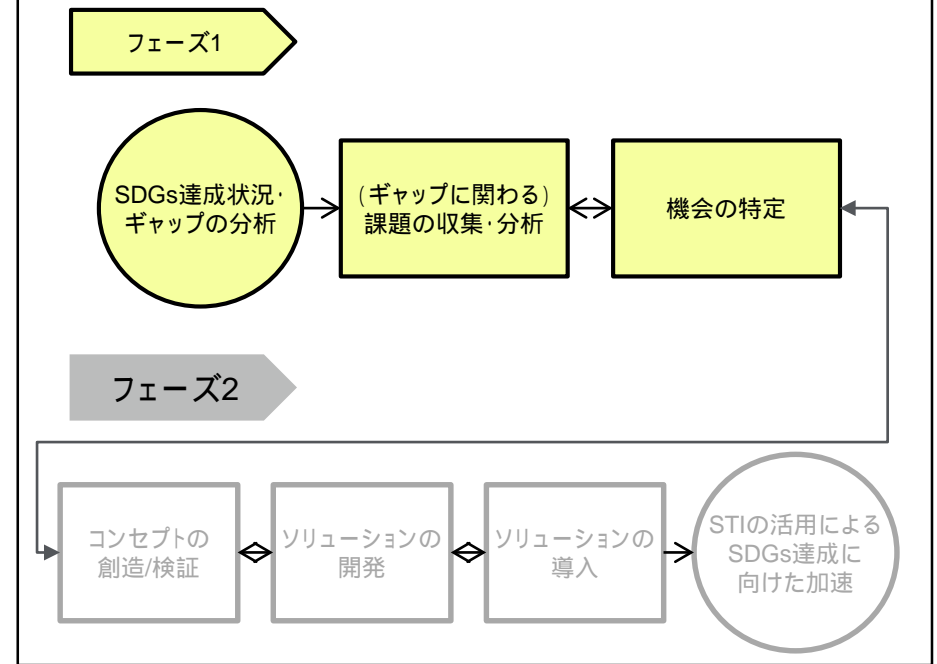 フェーズ1
SDGs達成状況・
ギャップの分析
(ギャップに関わる)
課題の収集・分析
機会の特定
フェーズ2
コンセプトの
創造/検証
ソリューションの
開発
ソリューションの
導入
STIの活用による
SDGs達成に
向けた加速